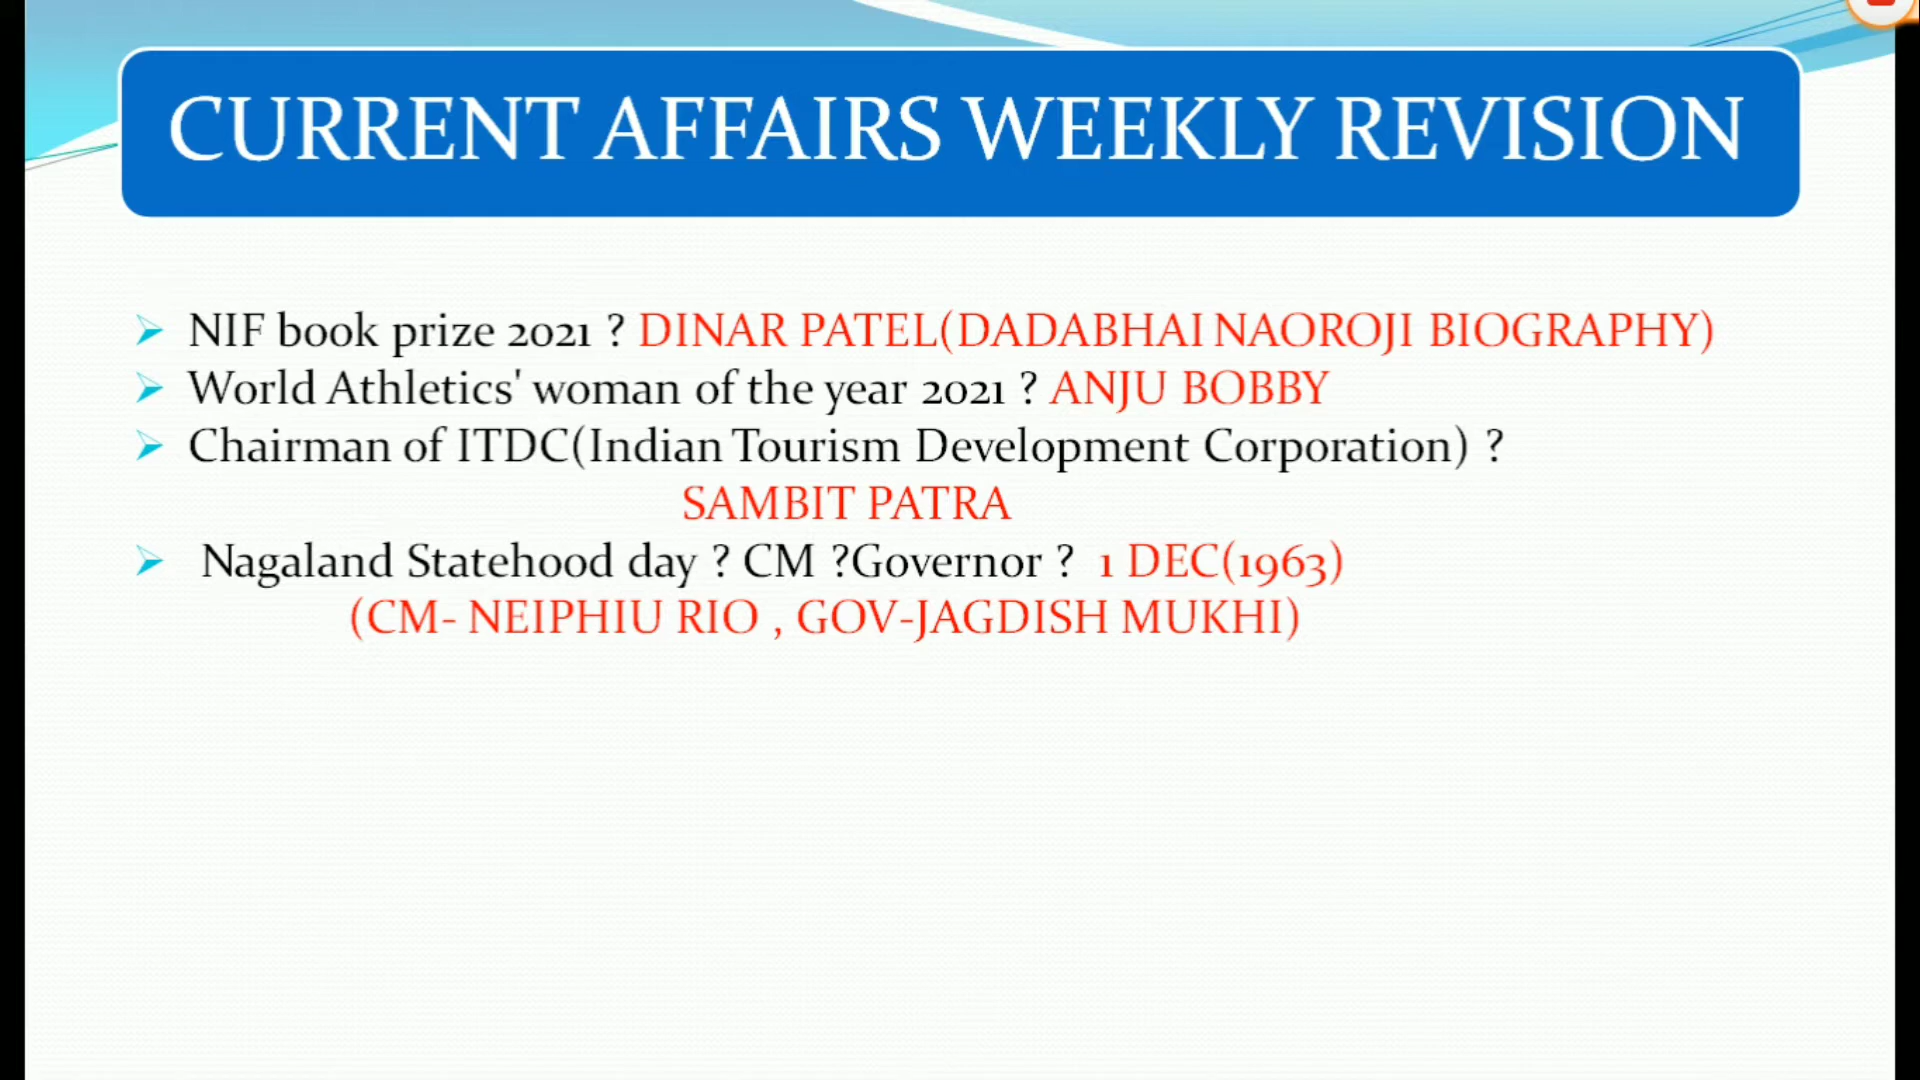 CURRENT AFFAIRS WEEKLY REVISION
NIF book prize 2021 ? DINAR PATEL(DADABHAI NAOROJI BIOGRAPHY)
World Athletics' woman of the year 2021 ? ANJU BOBBY
Chairman of ITDC(Indian Tourism Development Corporation) ?
SAMBIT PATRA
Nagaland Statehood day ? CM ?Governor ? 1 DEC(1963)
(CM- NEIPHIU RIO , GOV-JAGDISH MUKHI)